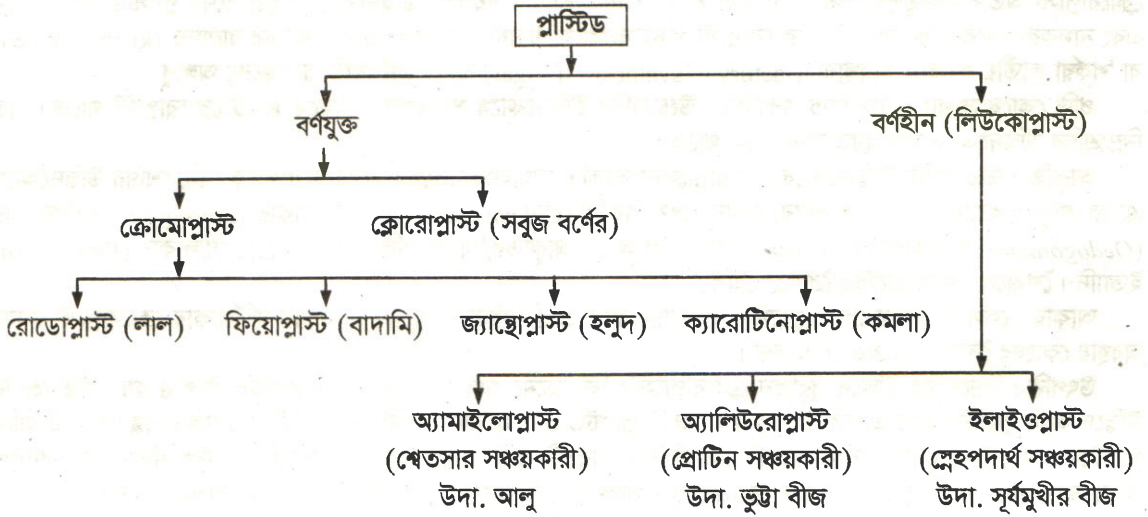 প্লাস্টিড
বর্ণযুক্ত
বর্ণহীন (লিউকোপ্লাস্ট)
ক্রোমোপ্লাস্ট
ক্লোরোপ্লাস্ট (সবুজ বর্ণের)
রোডোপ্লাস্ট (লাল)
ফিয়োপ্লাস্ট (বাদামি)
জ্যান্থোপ্লাস্ট (হলুদ)
ক্যারোটিনোপ্লাস্ট (কমলা)
অ্যামাইলোপ্লাস্ট
(শ্বেতসার সঞ্চয়কারী)
উদা. আলু
অ্যালিউরোপ্লাস্ট
(প্রোটিন সঞ্চয়কারী)
উদা. ভুট্টা বীজ
ইলাইওপ্লাস্ট
(স্নেহপদার্থ সঞ্চয়কারী)
উদা. সূর্যমুখীর বীজ